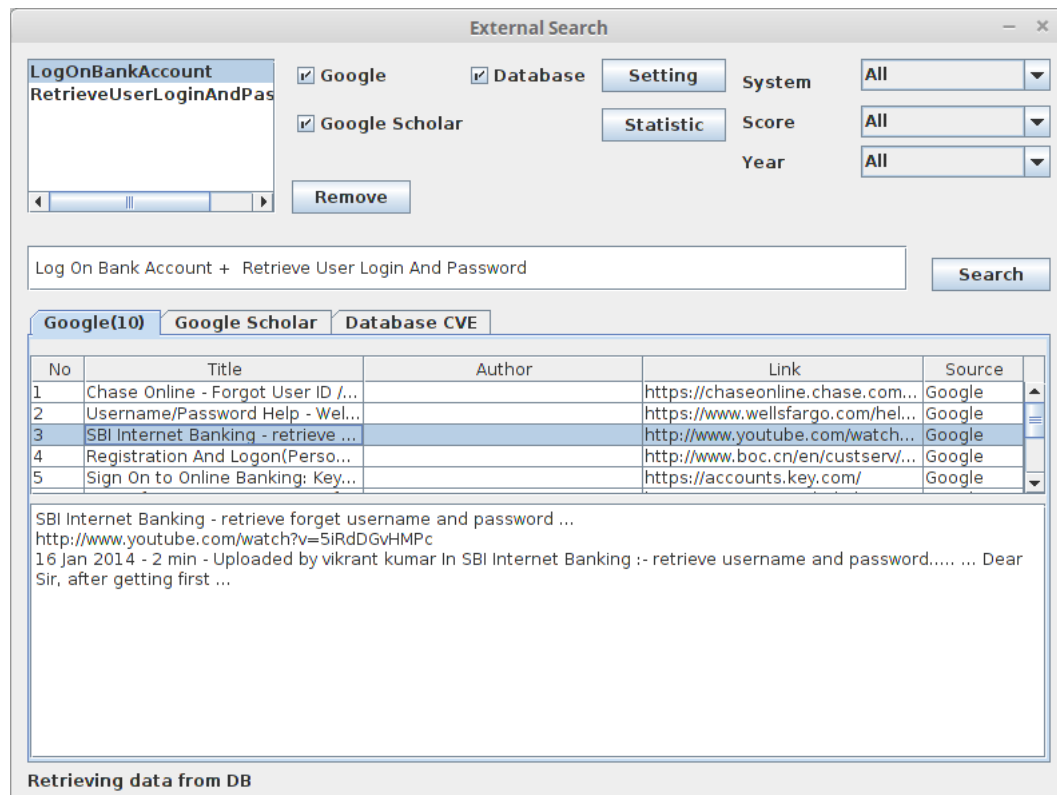 External Search
LogOnBankAccount
RetrieveUserLoginAndPas
Google
Database
Setting
System
All
Google Scholar
Statistic
Score
All
Year
All
Remove
Log On Bank Account + Retrieve User Login And Password
Search
Google(10) Google Scholar Database CVE
No Title Author Link Source
1 Chase Online - Forgot User ID /... https://chaseonline.chase.com... Google
2 Username/Password Help - Wel... https://www.wellsfargo.com/hel... Google
3 SBI Internet Banking - retrieve ... http://www.youtube.com/watch... Google
4 Registration And Logon(Perso... http://www.boc.cn/en/custserv/... Google
5 Sign On to Online Banking: Key... https://accounts.key.com/ Google
SBI Internet Banking - retrieve forget username and password ...
http://www.youtube.com/watch?v=5iRdDGvHMPc
16 Jan 2014 - 2 min - Uploaded by vikrant kumar In SBI Internet Banking :- retrieve username and password..... ... Dear
Sir, after getting first ...
Retrieving data from DB